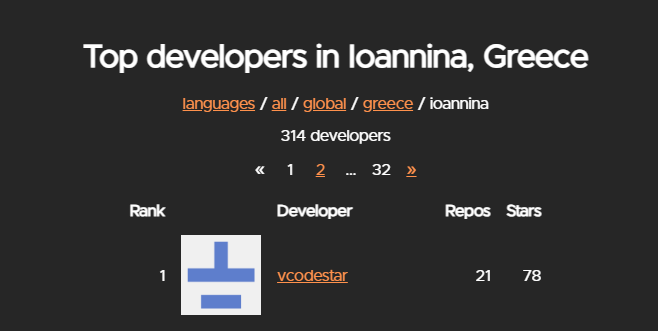 Top developers in Ioannina, Greece
languages / all / global / greece / ioannina
314 developers
« 1 2 ... 32 »
Rank Developer Repos Stars
1 vcodestar 21 78